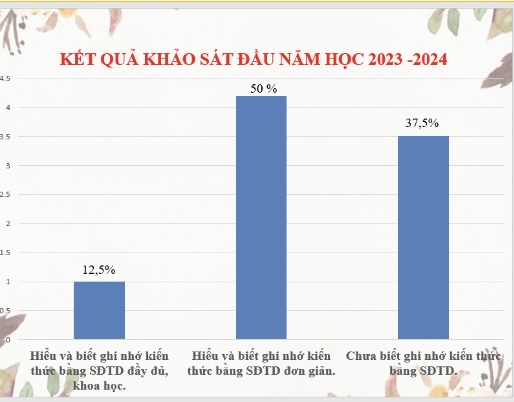 KẾT QUẢ KHẢO SÁT ĐẦU NĂM HỌC 2023 -2024
4.5
4
3.5
3
2.5
2
1.5
1
0.5
0
12,5%
50 %
37,5%
Hiểu và biết ghi nhớ kiến
thức bằng SĐTD đầy đủ,
khoa học.
Hiểu và biết ghi nhớ kiến
thức bằng SĐTD đơn giản.
Chưa biết ghi nhớ kiến thức
bằng SĐTD.